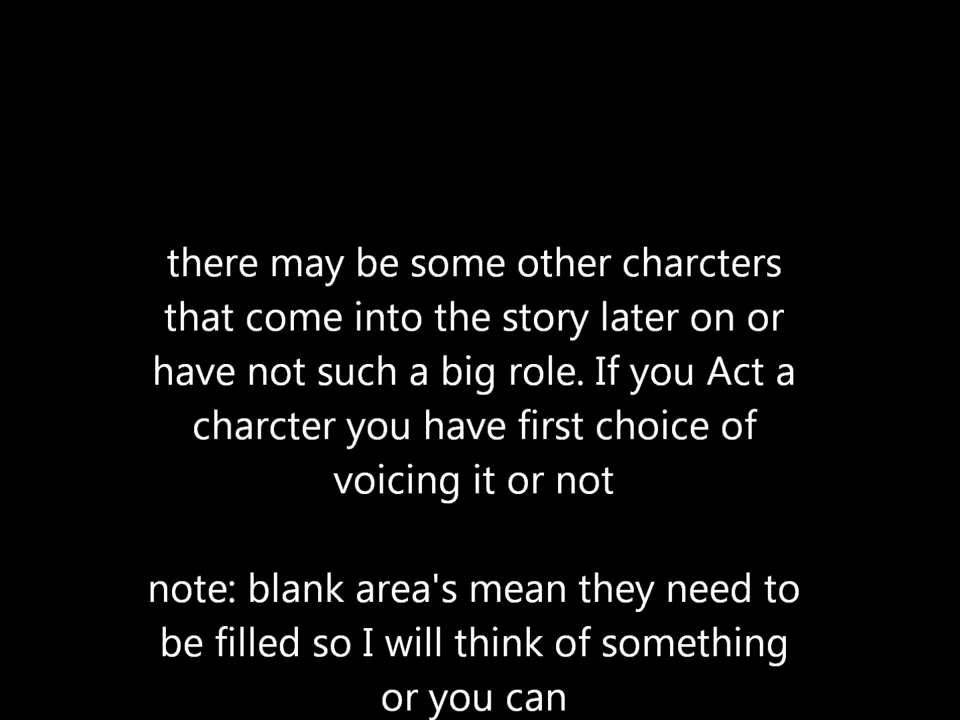 there may be some other charcters
that come into the story later on or
have not such a big role. If you Act a
charcter you have first choice of
voicing it or not
note: blank area's mean they need to
be filled so I will think of something
or you can